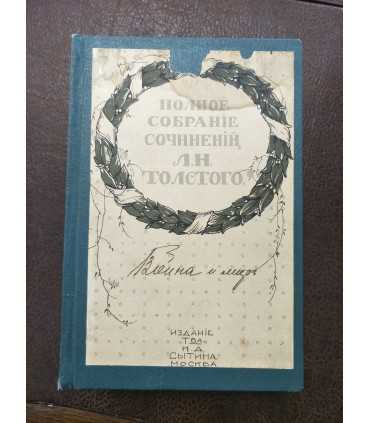 ПОЛНОЕ
СОБРАНІЕ
СОЧИНЕНІЙ
Л.Н.
ТОЛСТОГО.
Война и миръ
ИЗДАНІЕ
Т-ВА
И.Д.
СЫТИНА
МОСКВА